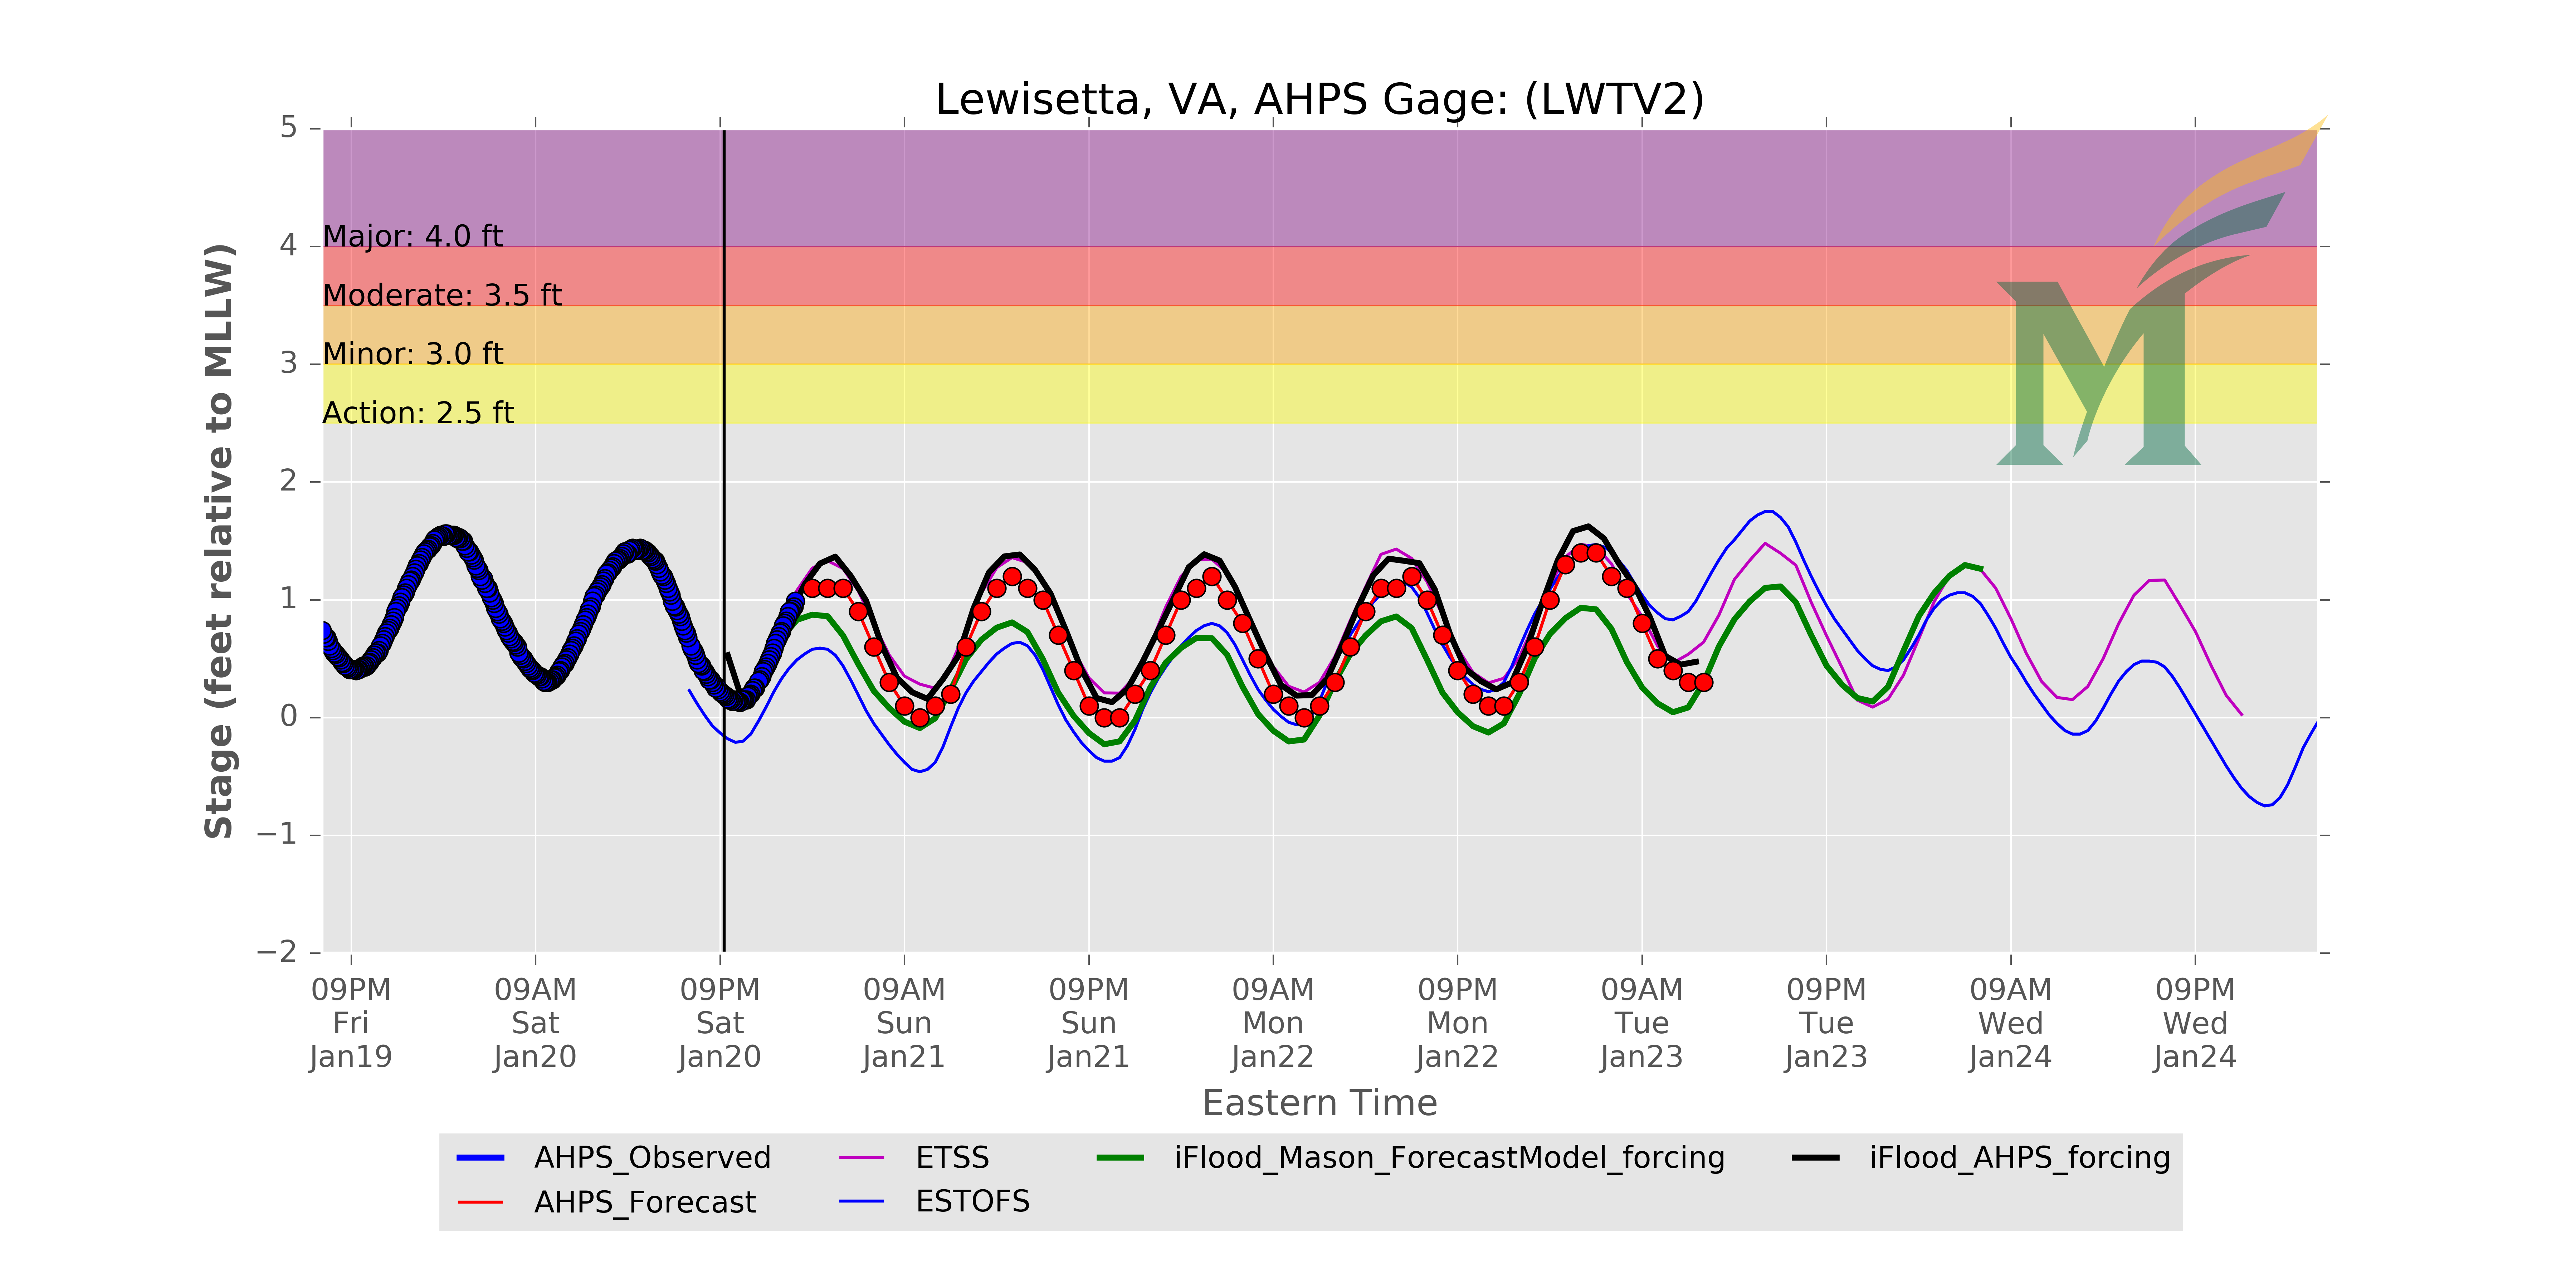 Lewisetta, VA, AHPS Gage: (LWTV2)
Stage (feet relative to MLLW)
5
4
3
2
1
0
−1
−2
Major: 4.0 ft
Moderate: 3.5 ft
Minor: 3.0 ft
Action: 2.5 ft
M
09PM 09AM 09PM 09AM 09PM 09AM 09PM 09AM 09PM 09AM 09PM
Fri Sat Sat Sun Sun Mon Mon Tue Tue Wed Wed
Jan19 Jan20 Jan20 Jan21 Jan21 Jan22 Jan22 Jan23 Jan23 Jan24 Jan24
Eastern Time
AHPS_Observed ETSS iFlood_Mason_ForecastModel_forcing iFlood_AHPS_forcing
AHPS_Forecast ESTOFS